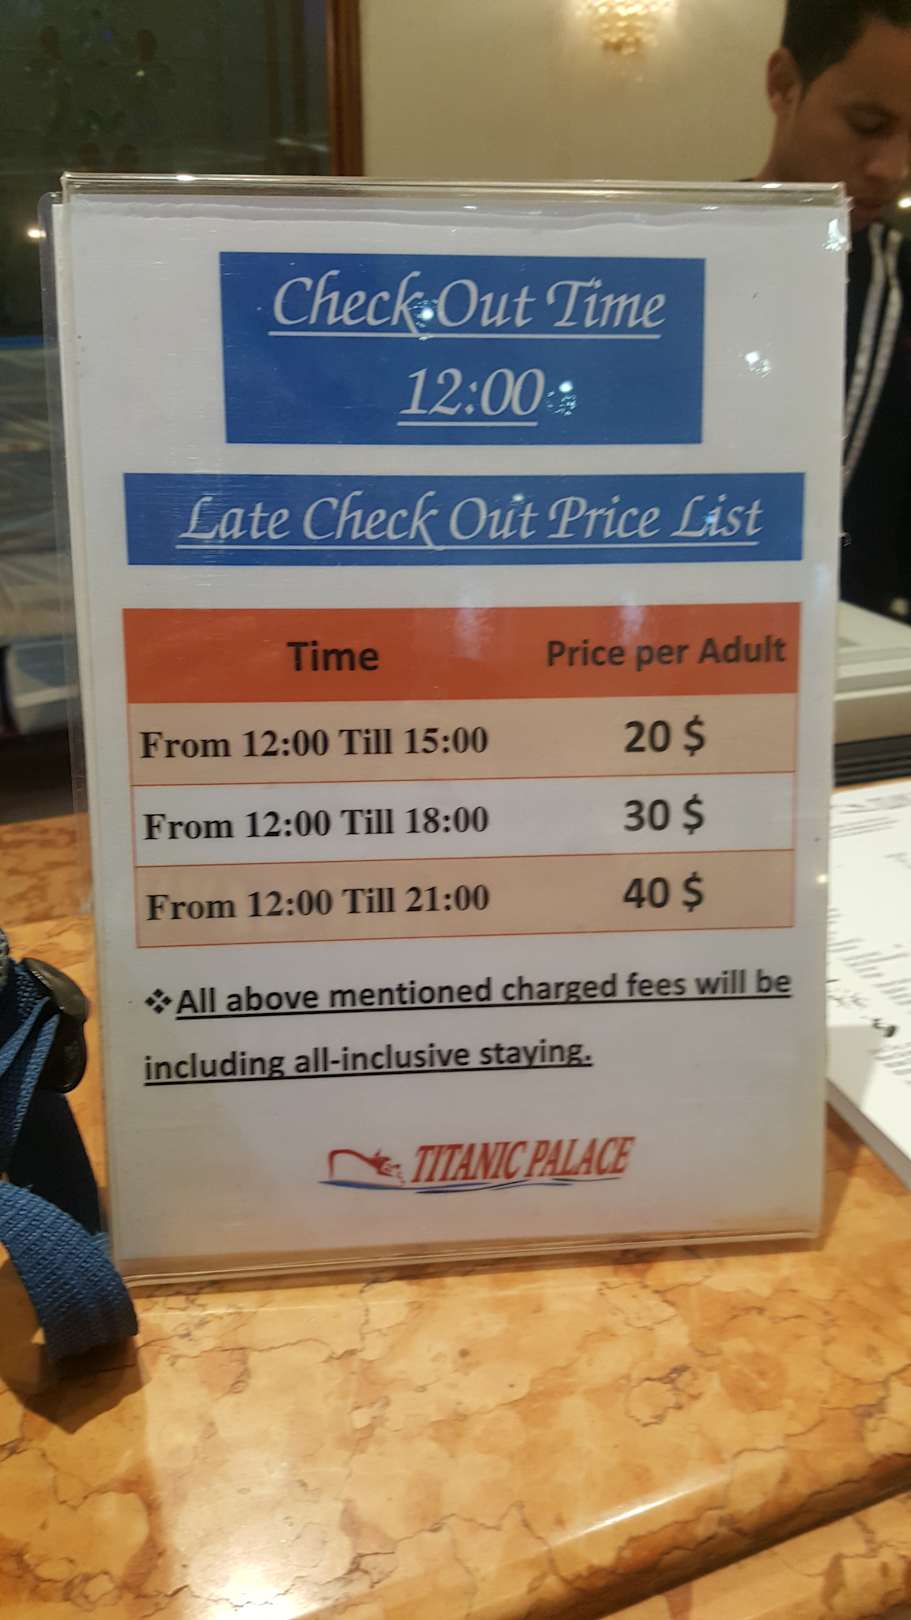 Check Out Time
12:00
Late Check Out Price List
Time Price per Adult
From 12:00 Till 15:00 20 $
From 12:00 Till 18:00 30 $
From 12:00 Till 21:00 40 $
❖All above mentioned charged fees will be
including all-inclusive staying.
TITANIC PALACE